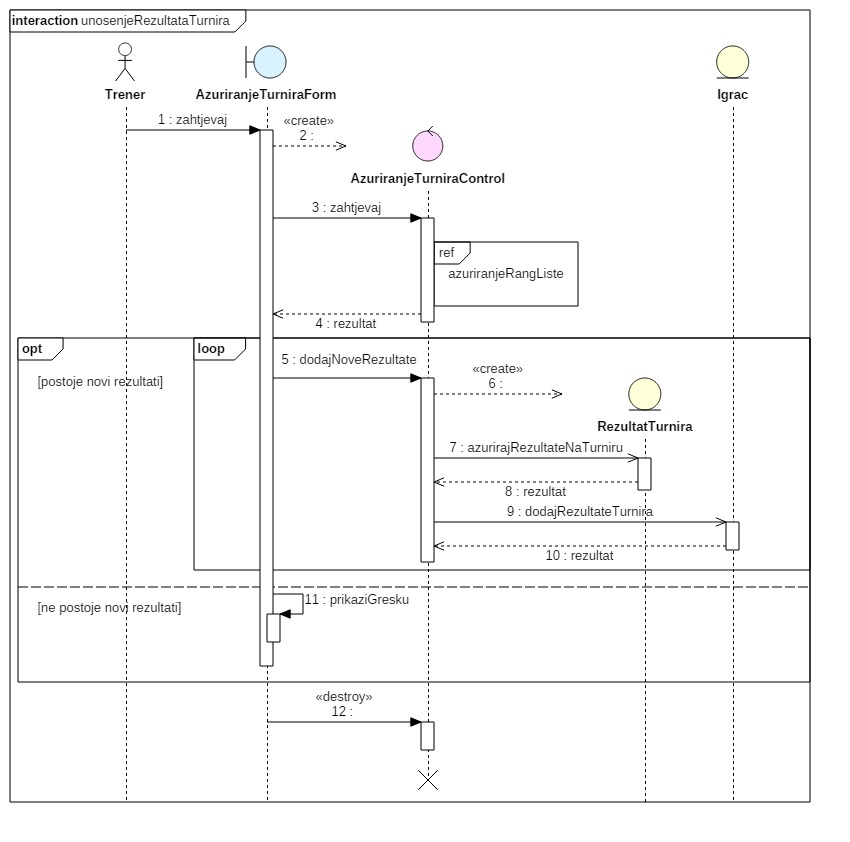 interaction unosenjeRezultataTurnira
Trener
AzuriranjeTurniraForm
Igrac
1 : zahtjevaj
«create»
2 :
AzuriranjeTurniraControl
3 : zahtjevaj
ref
azuriranjeRangListe
4 : rezultat
opt
loop
5 : dodajNoveRezultate
[postoje novi rezultati]
«create»
6 :
RezultatTurnira
7 : azurirajRezultateNaTurniru
8 : rezultat
9 : dodajRezultateTurnira
10 : rezultat
[ne postoje novi rezultati]
11 : prikaziGresku
«destroy»
12 :